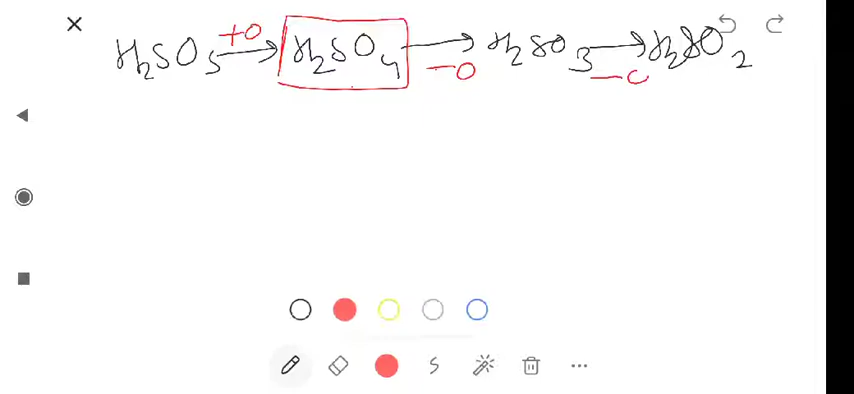 H₂SO₅ +O → H₂SO₄ → −O H₂SO₃ → −O H₂SO₂